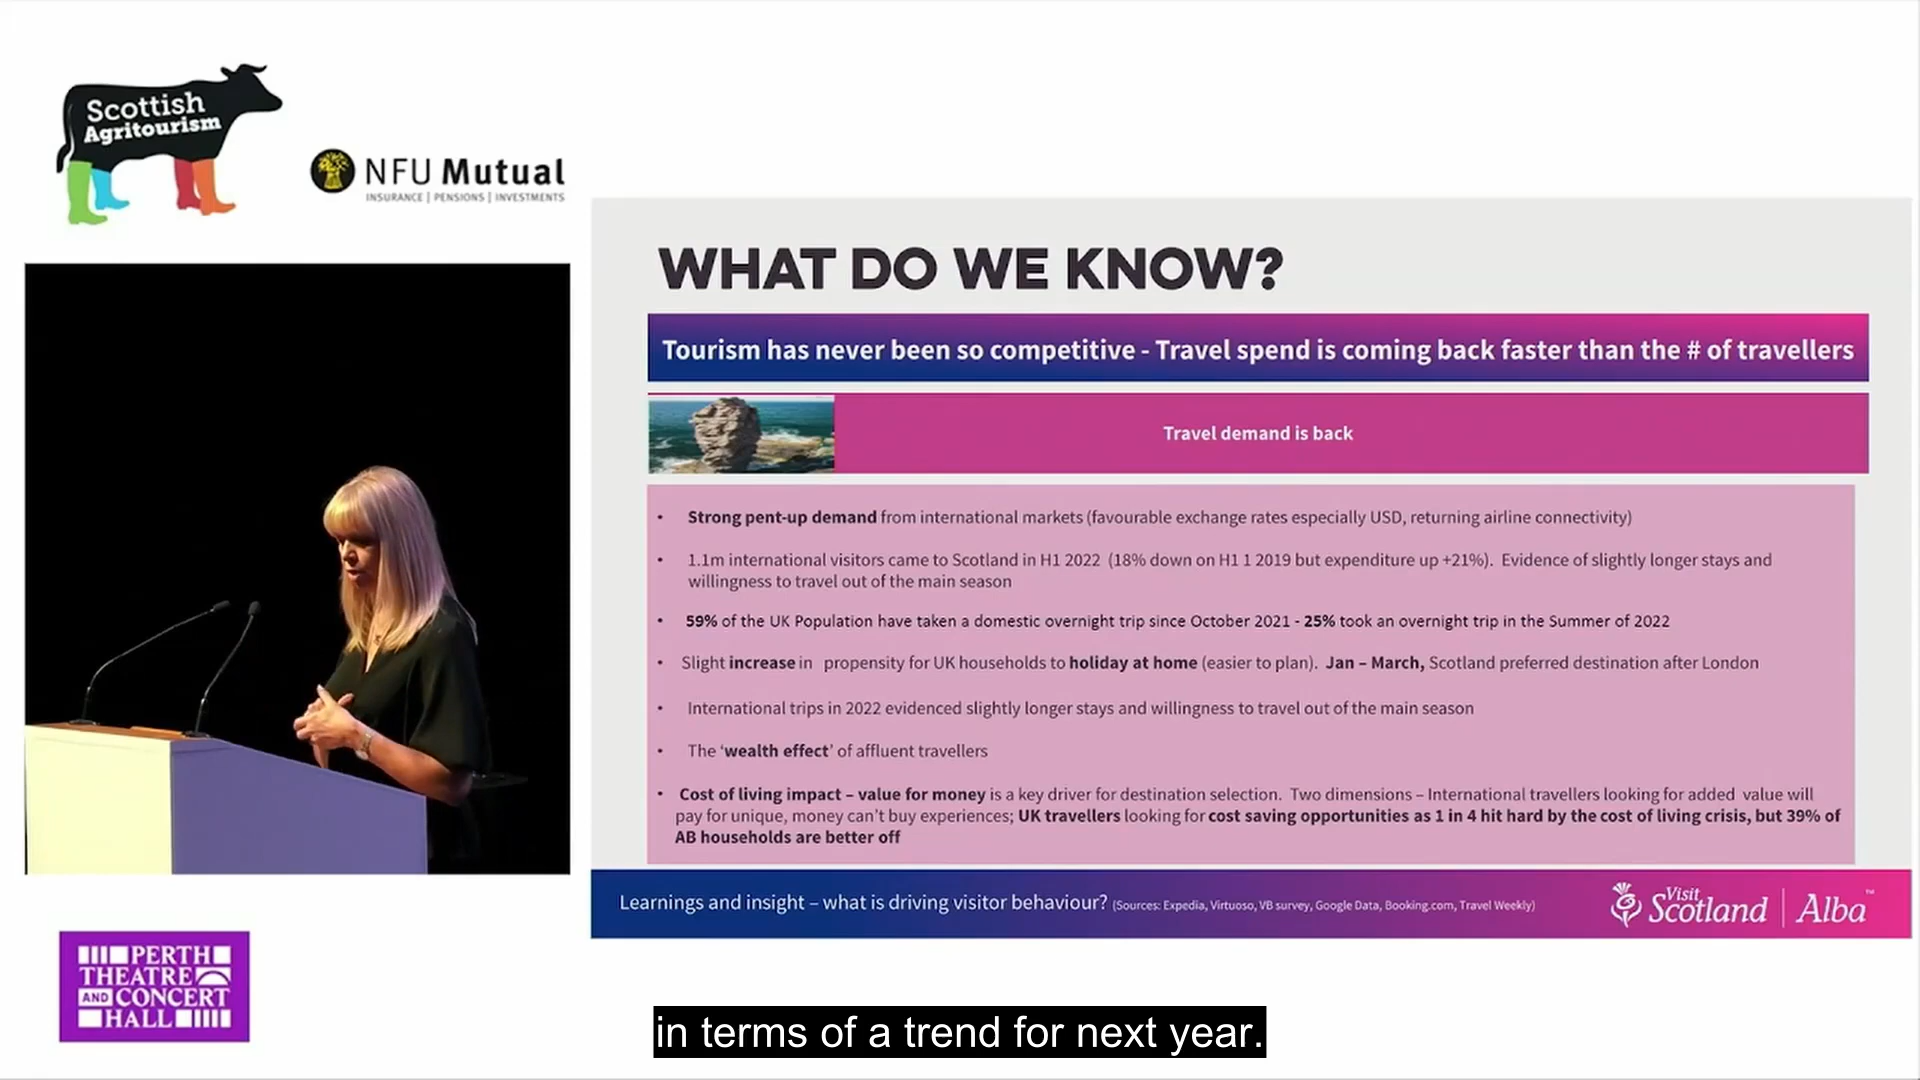 Scottish
Agritourism
NFU Mutual
INSURANCE | PENSIONS | INVESTMENTS
WHAT DO WE KNOW?
Tourism has never been so competitive - Travel spend is coming back faster than the # of travellers
Travel demand is back
• Strong pent-up demand from international markets (favourable exchange rates especially USD, returning airline connectivity)
• 1.1m international visitors came to Scotland in H1 2022 (18% down on H1 1 2019 but expenditure up +21%). Evidence of slightly longer stays and
willingness to travel out of the main season
• 59% of the UK Population have taken a domestic overnight trip since October 2021 - 25% took an overnight trip in the Summer of 2022
• Slight increase in propensity for UK households to holiday at home (easier to plan). Jan – March, Scotland preferred destination after London
• International trips in 2022 evidenced slightly longer stays and willingness to travel out of the main season
• The ‘wealth effect’ of affluent travellers
• Cost of living impact – value for money is a key driver for destination selection. Two dimensions – International travellers looking for added value will
pay for unique, money can’t buy experiences; UK travellers looking for cost saving opportunities as 1 in 4 hit hard by the cost of living crisis, but 39% of
AB households are better off
Learnings and insight – what is driving visitor behaviour? (Sources: Expedia, Virtuoso, VB survey, Google Data, Booking.com, Travel Weekly)
Visit
Scotland | Alba™
PERTH
THEATRE
AND CONCERT
HALL
in terms of a trend for next year.